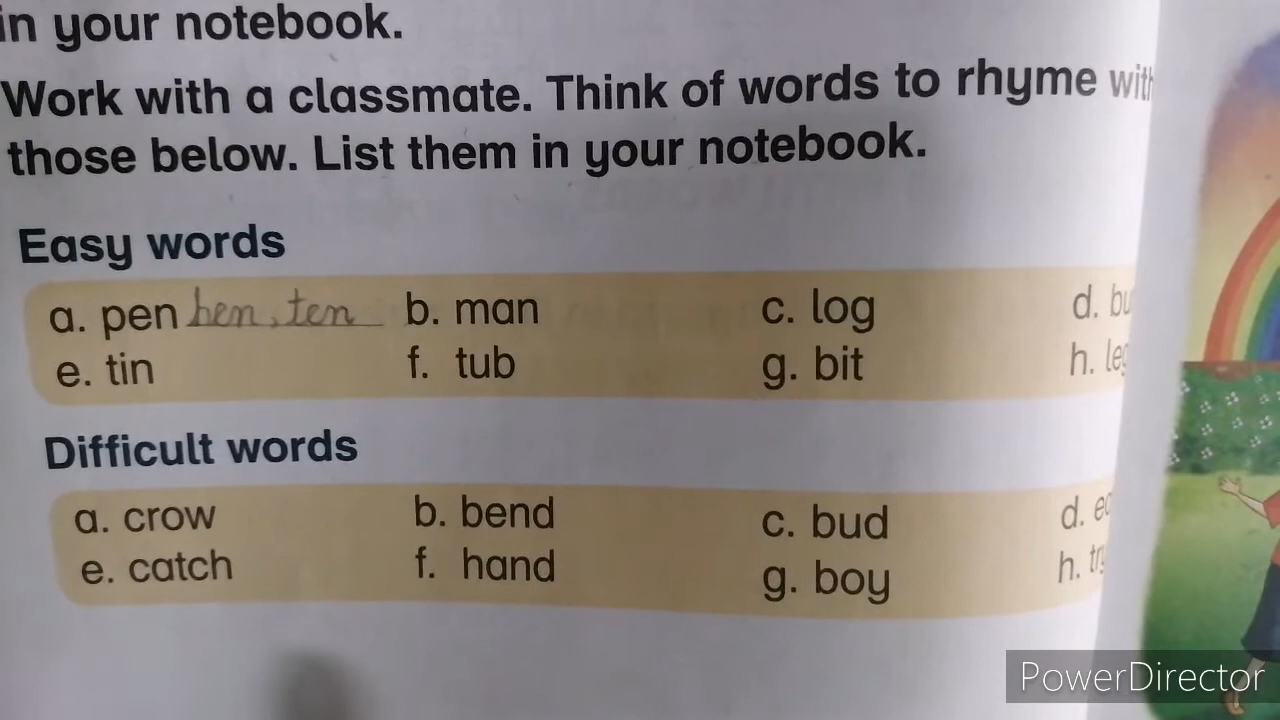 in your notebook.
Work with a classmate. Think of words to rhyme with
those below. List them in your notebook.
Easy words
a. pen hen, ten b. man c. log d.
e. tin f. tub g. bit h.
Difficult words
a. crow b. bend c. bud d.
e. catch f. hand g. boy h.
PowerDirector